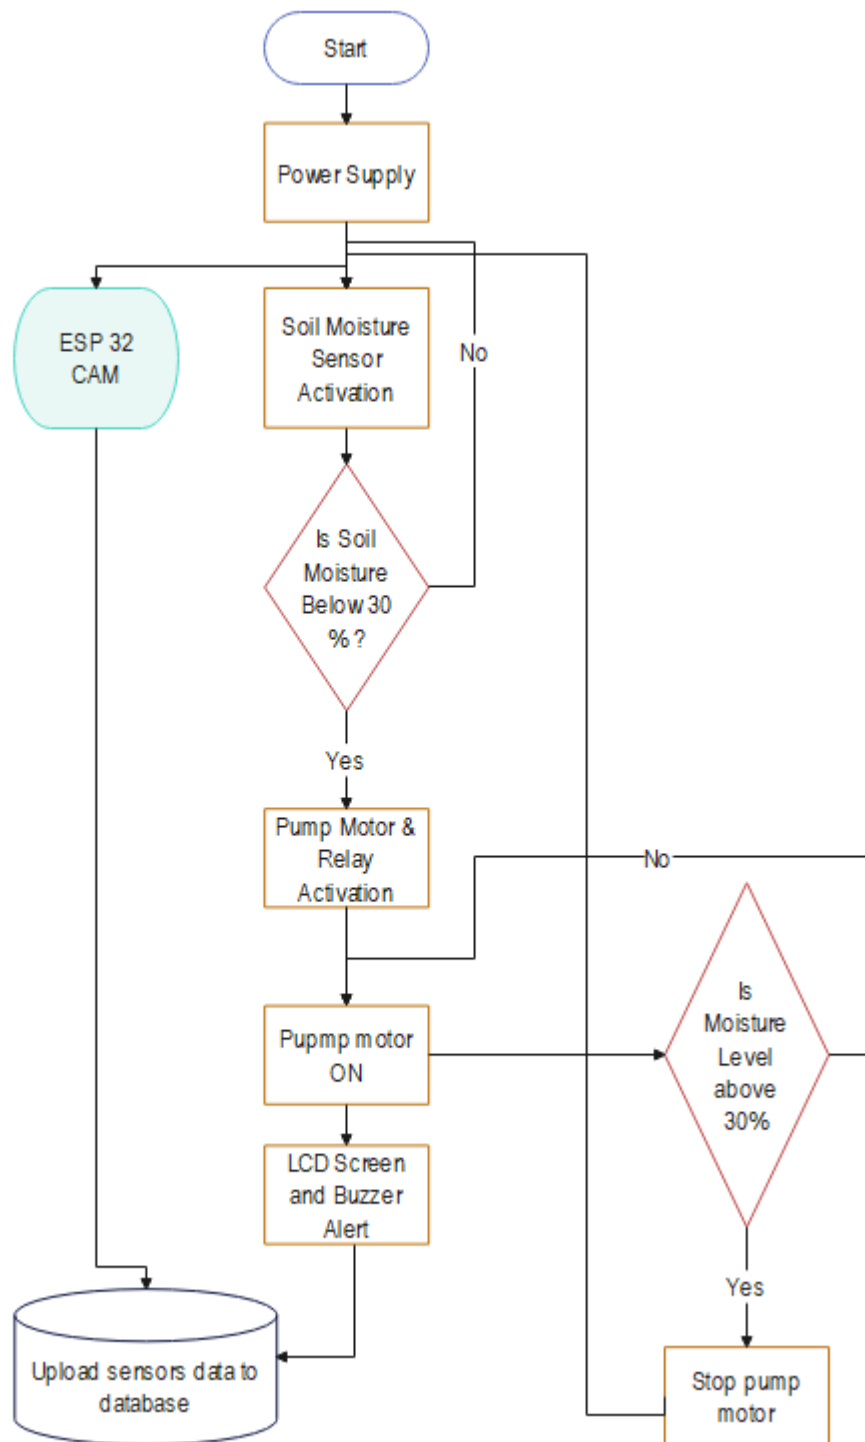 Start
Power Supply
ESP 32
CAM
Soil Moisture
Sensor
Activation
No
Is Soil
Moisture
Below 30
% ?
Yes
Pump Motor &
Relay
Activation
No
Is
Moisture
Level
above
30%
Pupmp motor
ON
LCD Screen
and Buzzer
Alert
Yes
Upload sensors data to
database
Stop pump
motor